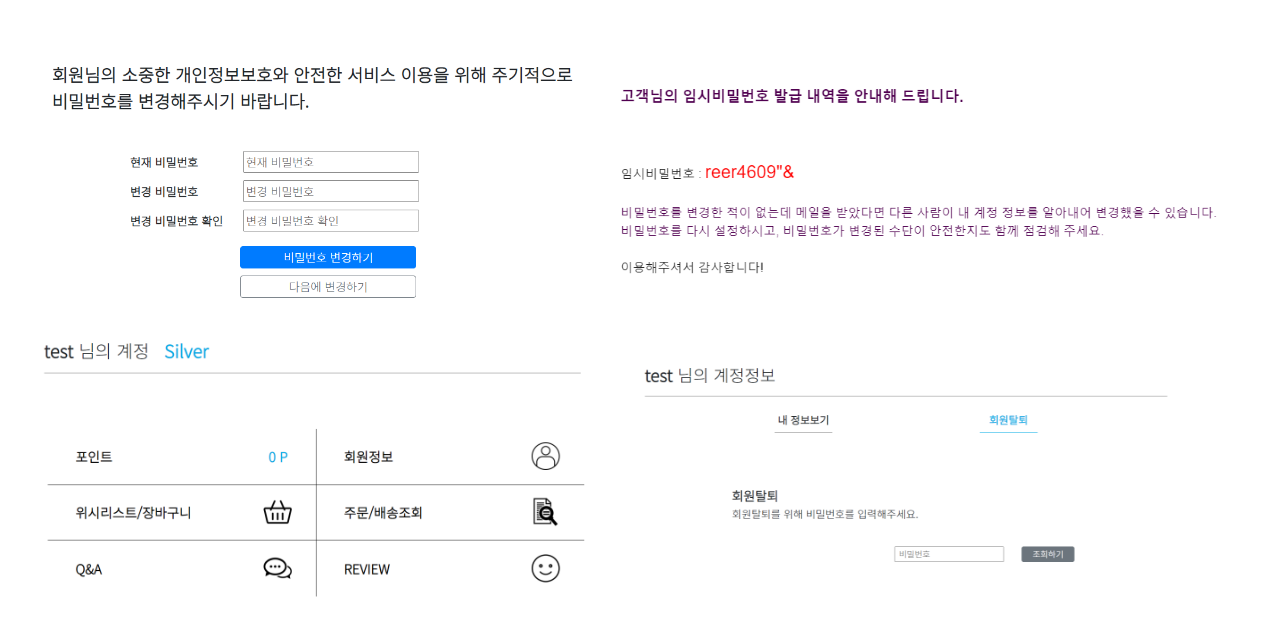 회원님의 소중한 개인정보보호와 안전한 서비스 이용을 위해 주기적으로
비밀번호를 변경해주시기 바랍니다.
현재 비밀번호 현재 비밀번호
변경 비밀번호 변경 비밀번호
변경 비밀번호 확인 변경 비밀번호 확인
비밀번호 변경하기
다음에 변경하기
고객님의 임시비밀번호 발급 내역을 안내해 드립니다.
임시비밀번호 : reer4609"&
비밀번호를 변경한 적이 없는데 메일을 받았다면 다른 사람이 내 계정 정보를 알아내어 변경했을 수 있습니다.
비밀번호를 다시 설정하시고, 비밀번호가 변경된 수단이 안전한지도 함께 점검해 주세요.
이용해주셔서 감사합니다!
test 님의 계정 Silver
포인트 0 P 회원정보
위시리스트/장바구니 주문/배송조회
Q&A REVIEW
test 님의 계정정보
내 정보보기 회원탈퇴
회원탈퇴
회원탈퇴를 위해 비밀번호를 입력해주세요.
비밀번호 조회하기